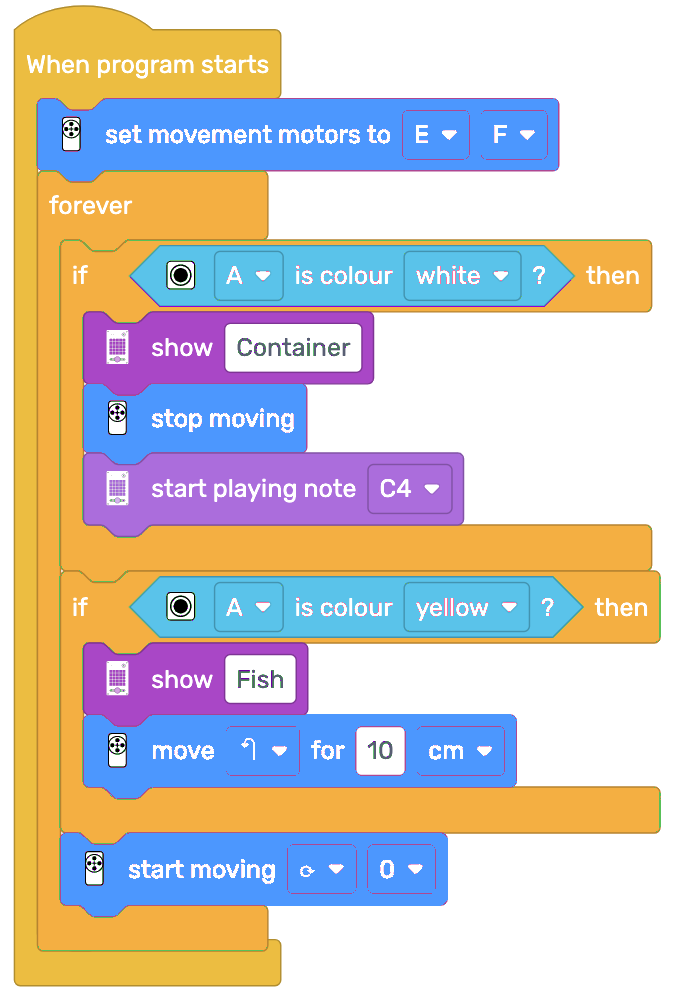 When program starts
set movement motors to E F
forever
if A is colour white ? then
show Container
stop moving
start playing note C4
if A is colour yellow ? then
show Fish
move for 10 cm
start moving 0